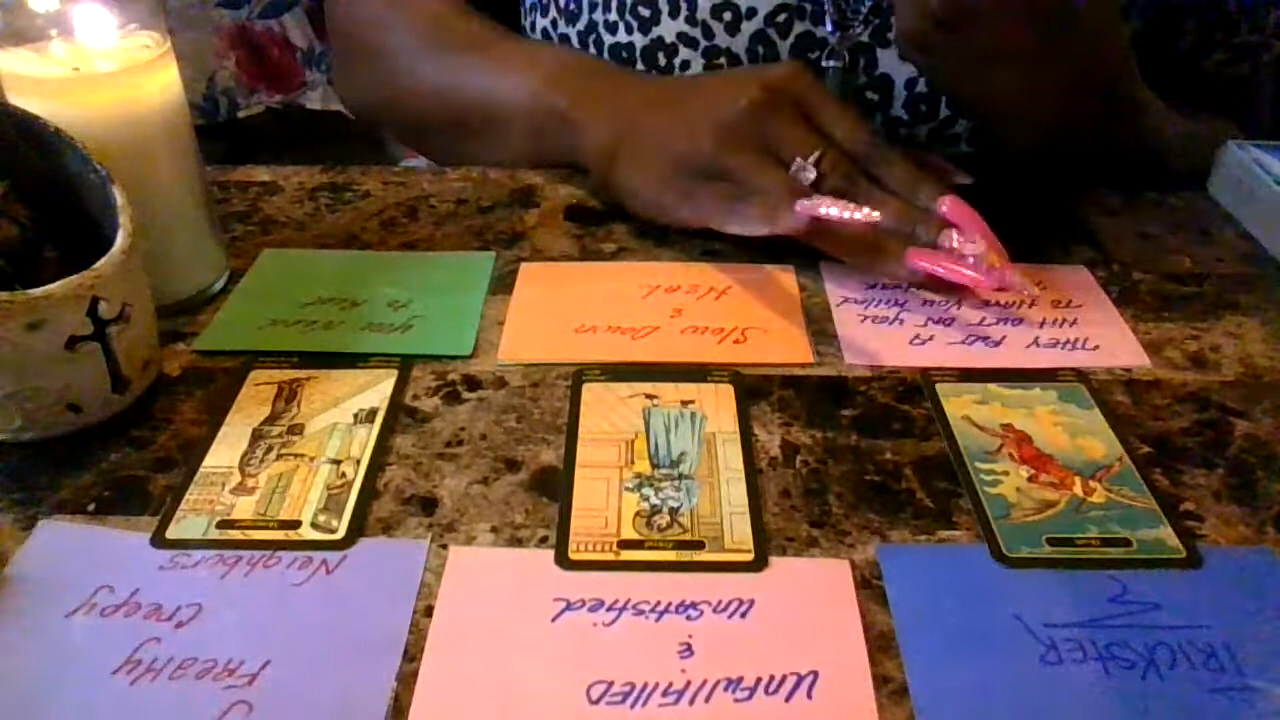 TRICKSTER
UnFulfilled
&
UnSatisfied
Freaky
Creepy
Neighbors
THEY PUT A
HIT OUT ON YOU
TO HAVE YOU Killed
Slow Down
&
Heal
You Need
to Rest